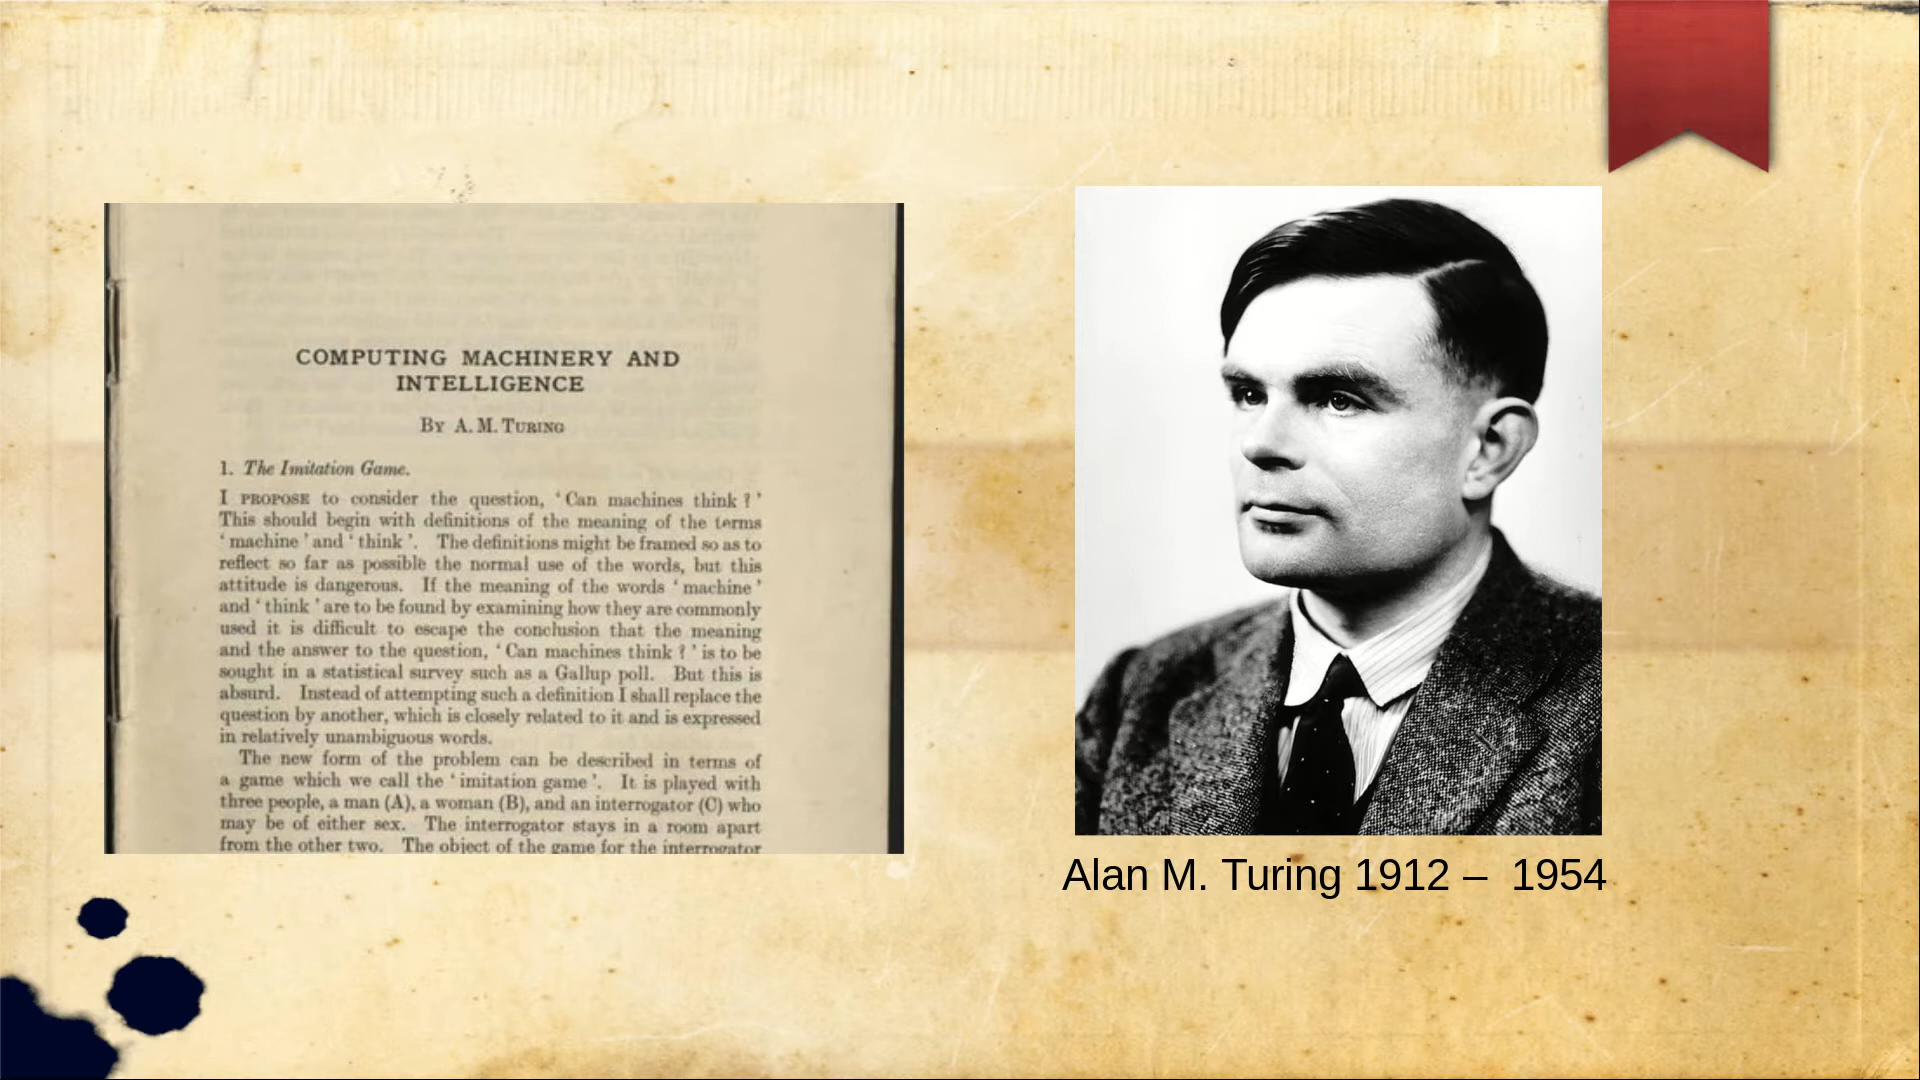 COMPUTING MACHINERY AND
INTELLIGENCE
BY A. M. TURING
1. The Imitation Game.
I PROPOSE to consider the question, ‘ Can machines think ? ’
This should begin with definitions of the meaning of the terms
‘ machine ’ and ‘ think ’. The definitions might be framed so as to
reflect so far as possible the normal use of the words, but this
attitude is dangerous. If the meaning of the words ‘ machine ’
and ‘ think ’ are to be found by examining how they are commonly
used it is difficult to escape the conclusion that the meaning
and the answer to the question, ‘ Can machines think ? ’ is to be
sought in a statistical survey such as a Gallup poll. But this is
absurd. Instead of attempting such a definition I shall replace the
question by another, which is closely related to it and is expressed
in relatively unambiguous words.
The new form of the problem can be described in terms of
a game which we call the ‘ imitation game ’. It is played with
three people, a man (A), a woman (B), and an interrogator (C) who
may be of either sex. The interrogator stays in a room apart
from the other two. The object of the game for the interrogator
Alan M. Turing 1912 – 1954